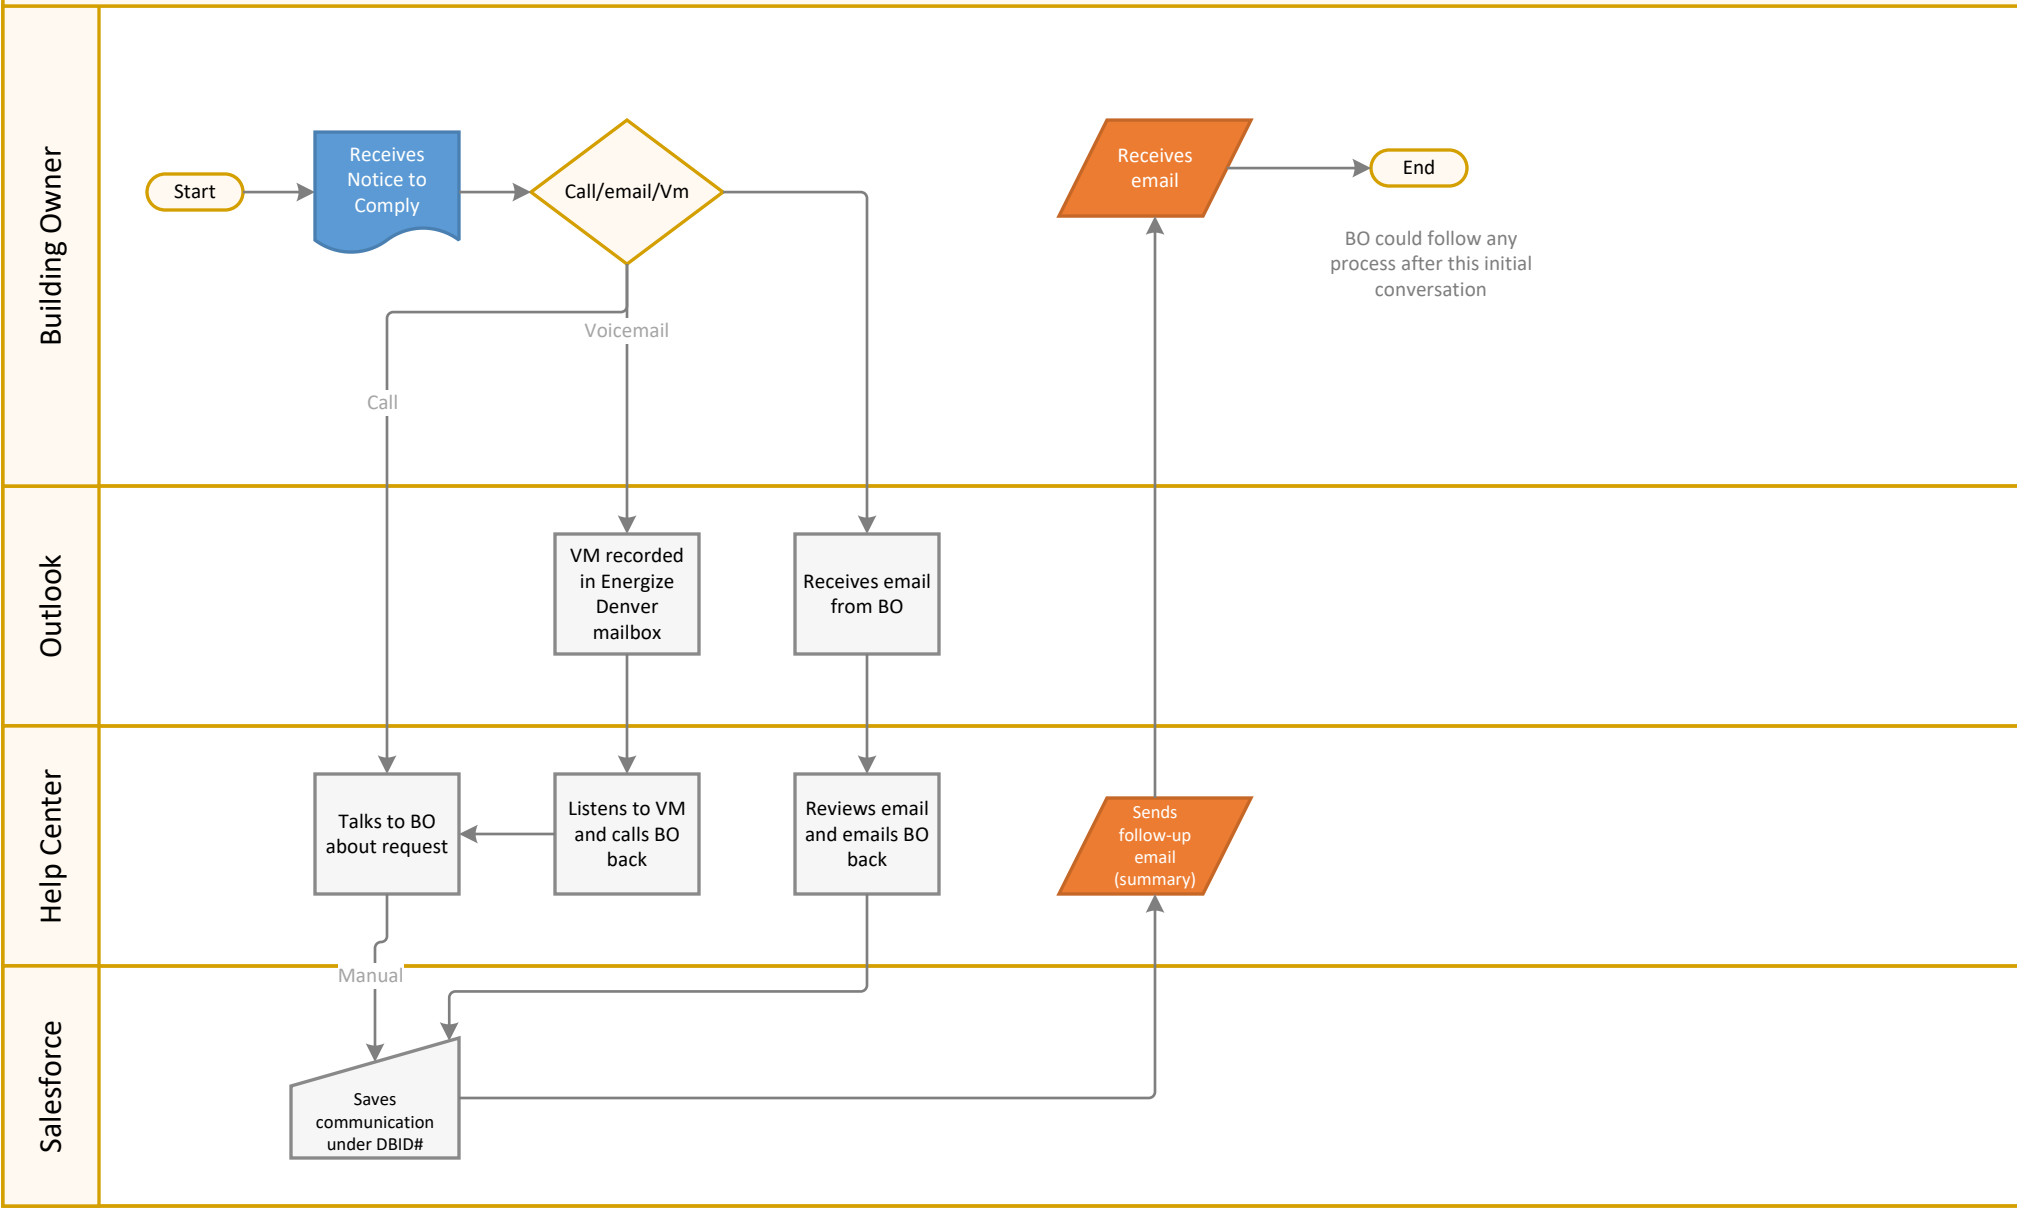 Building Owner
Start
Receives
Notice to
Comply
Call/email/Vm
Receives
email
End
BO could follow any
process after this initial
conversation
Voicemail
Call
Outlook
VM recorded
in Energize
Denver
mailbox
Receives email
from BO
Help Center
Talks to BO
about request
Listens to VM
and calls BO
back
Reviews email
and emails BO
back
Sends
follow-up
email
(summary)
Manual
Salesforce
Saves
communication
under DBID#